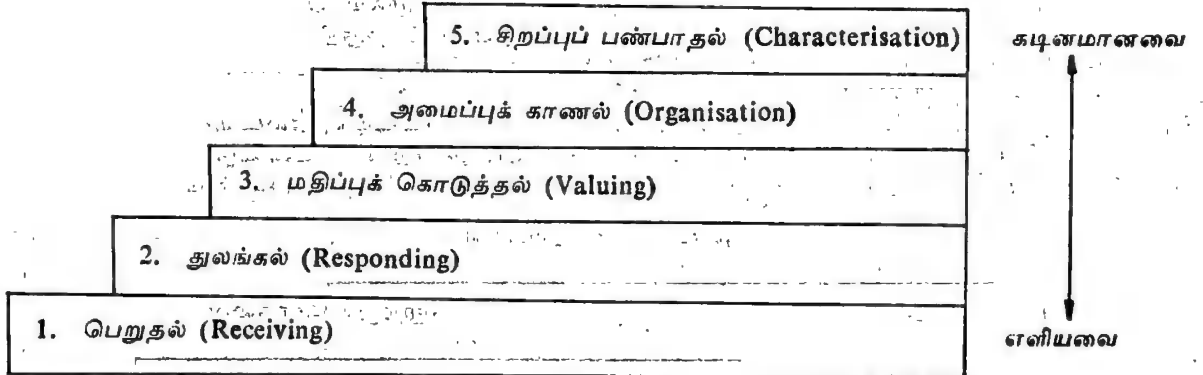 5. சிறப்புப் பண்பாதல் (Characterisation) கடினமானவை
4. அமைப்புக் காணல் (Organisation)
3. மதிப்புக் கொடுத்தல் (Valuing)
2. துலங்கல் (Responding)
1. பெறுதல் (Receiving)
எளியவை